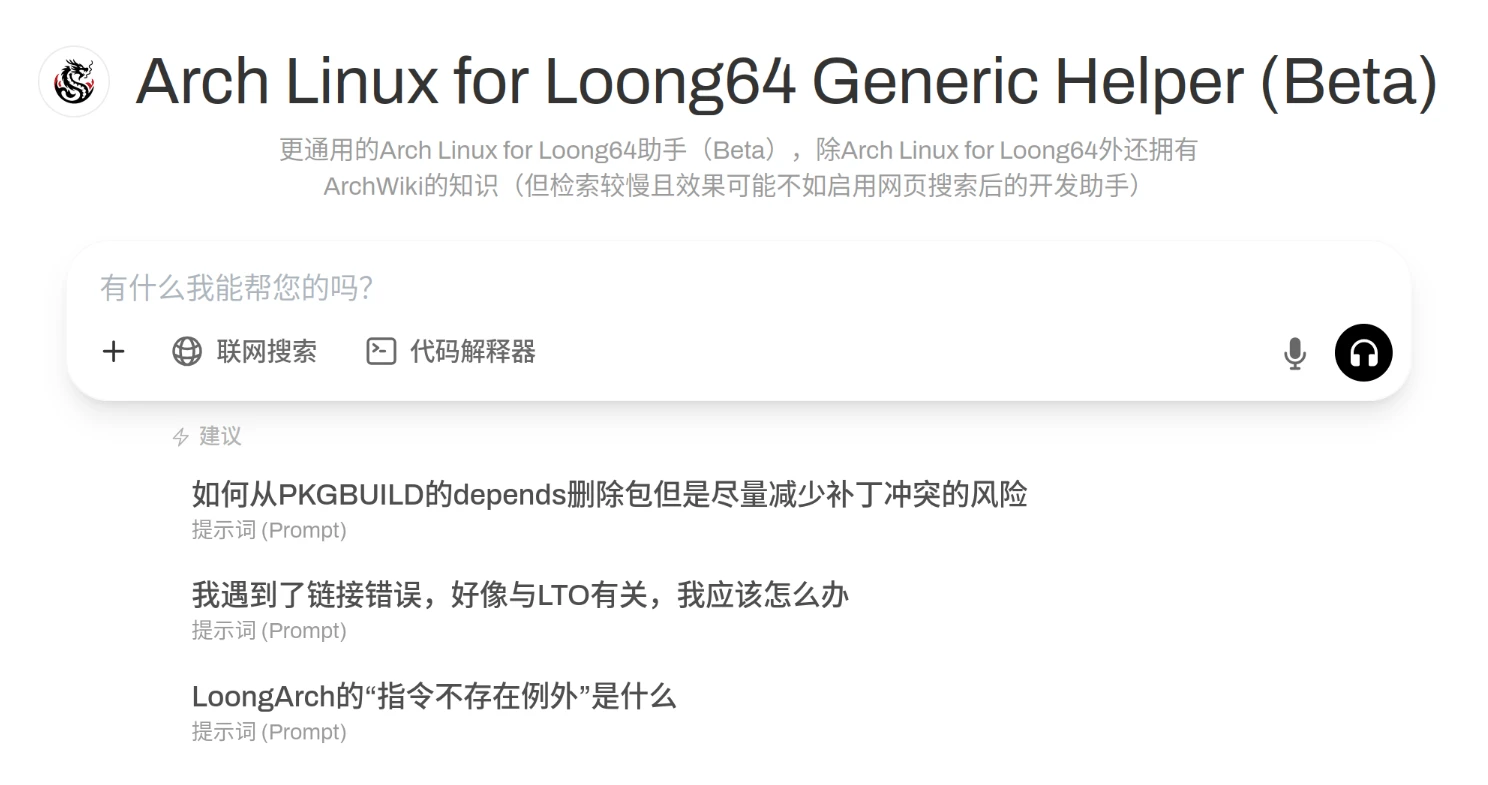 Arch Linux for Loong64 Generic Helper (Beta)
更通用的Arch Linux for Loong64助手（Beta），除Arch Linux for Loong64外还拥有
ArchWiki的知识（但检索较慢且效果可能不如启用网页搜索后的开发助手）
有什么我能帮您的吗?
联网搜索 代码解释器
建议
如何从PKGBUILD的depends删除包但是尽量减少补丁冲突的风险
提示词 (Prompt)
我遇到了链接错误，好像与LTO有关，我应该怎么办
提示词 (Prompt)
LoongArch的“指令不存在例外”是什么
提示词 (Prompt)